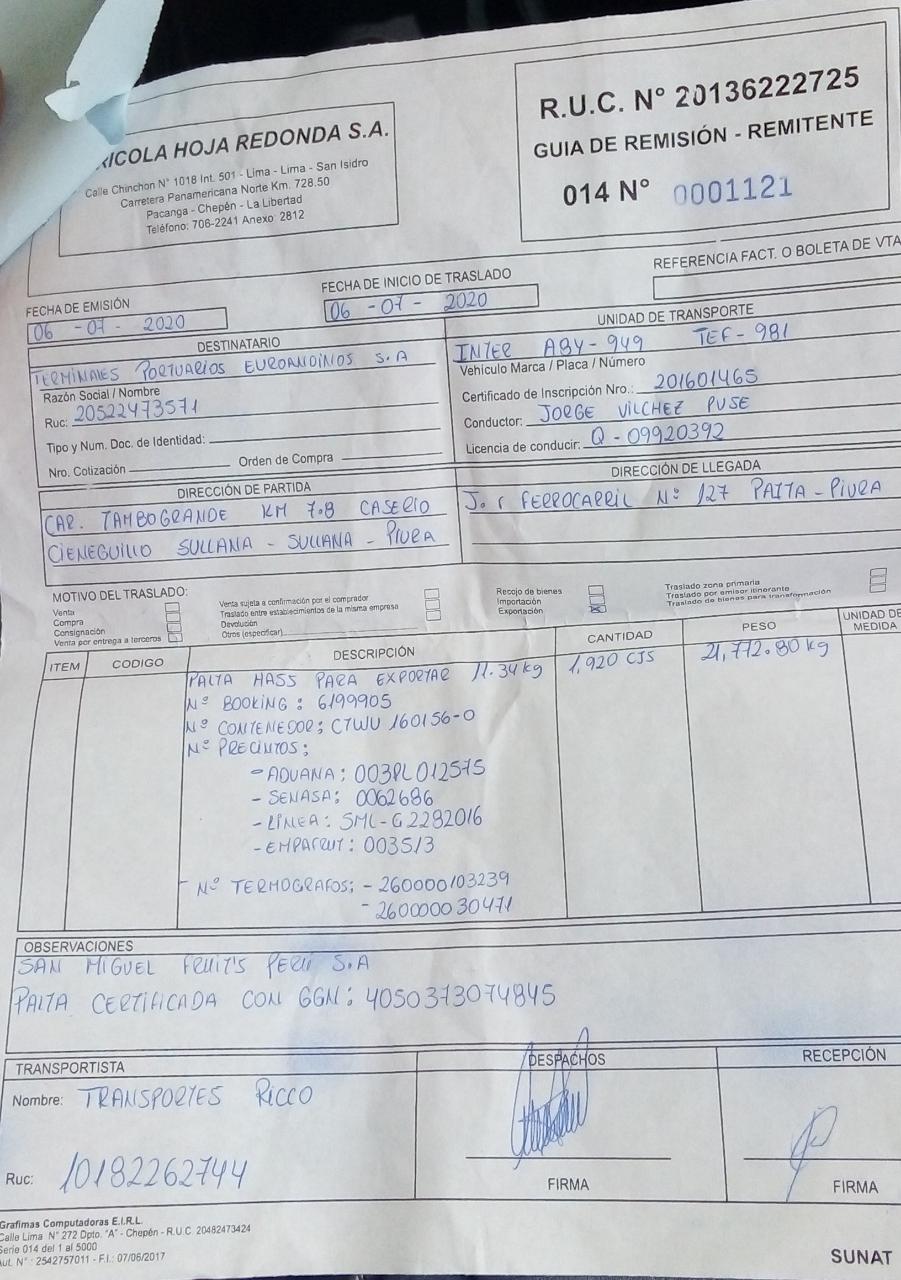 RICOLA HOJA REDONDA S.A.
Calle Chinchon N° 1018 Int. 501 - Lima - Lima - San Isidro
Carretera Panamericana Norte Km. 728.50
Pacanga - Chepén - La Libertad
Teléfono: 706-2241 Anexo: 2812
R.U.C. N° 20136222725
GUIA DE REMISIÓN - REMITENTE
014 N° 0001121
REFERENCIA FACT. O BOLETA DE VTA
FECHA DE EMISIÓN
06 - 07 - 2020
FECHA DE INICIO DE TRASLADO
06 - 07 - 2020
DESTINATARIO
TERMINALES PORTUARIOS EUROANDINOS S.A
Razón Social / Nombre
Ruc: 20522473571
Tipo y Num. Doc. de Identidad:
Nro. Cotización
Orden de Compra
UNIDAD DE TRANSPORTE
INTER A8Y-949 TEF-981
Vehículo Marca / Placa / Número
Certificado de Inscripción Nro.: 201601465
Conductor: JORGE VILCHEZ PUSE
Licencia de conducir: Q-09920392
DIRECCIÓN DE PARTIDA
CAR. TAMBOGRANDE KM 7.8 CASERIO
CIENEGUILLO SULLANA - SULLANA - PIURA
DIRECCIÓN DE LLEGADA
FERROCARRIL N° 127 PAITA - PIURA
MOTIVO DEL TRASLADO:
Venta
Compra
Consignación
Venta por entrega a terceros
Venta sujeta a confirmación por el comprador
Traslado entre establecimientos de la misma empresa
Devolución
Otros (especificar)
Recojo de bienes
Importación
Exportación
Traslado zona primaria
Traslado por emisor itinerante
Traslado de bienes para transformación
ITEM
CODIGO
DESCRIPCIÓN
CANTIDAD
PESO
UNIDAD DE MEDIDA
PALTA HASS PARA EXPORTAR 11.34 kg 1,920 CJS 21,772.80 kg
N° BOOKING: 6199905
N° CONTENEDOR: CTWU 160156-0
N° PRECINTOS:
- ADUANA: 003PL012575
- SENASA: 0062686
- LÍNEA: SML-G2282016
- EMPAFRUT: 003513
N° TERMOGRAFOS: - 260000103239
- 260000030471
OBSERVACIONES
SAN MIGUEL FRUIT'S PERÚ S.A
PALTA CERTIFICADA CON GGN: 4050373074845
TRANSPORTISTA
Nombre: TRANSPORTES RICCO
Ruc: 10182262744
DESPACHOS
FIRMA
RECEPCIÓN
FIRMA
Grafimas Computadoras E.I.R.L.
Calle Lima N° 272 Dpto. "A" - Chepén - R.U.C. 20482473424
Serie 014 del 1 al 5000
Aut. N°: 2542757011 - F.I.: 07/06/2017
SUNAT